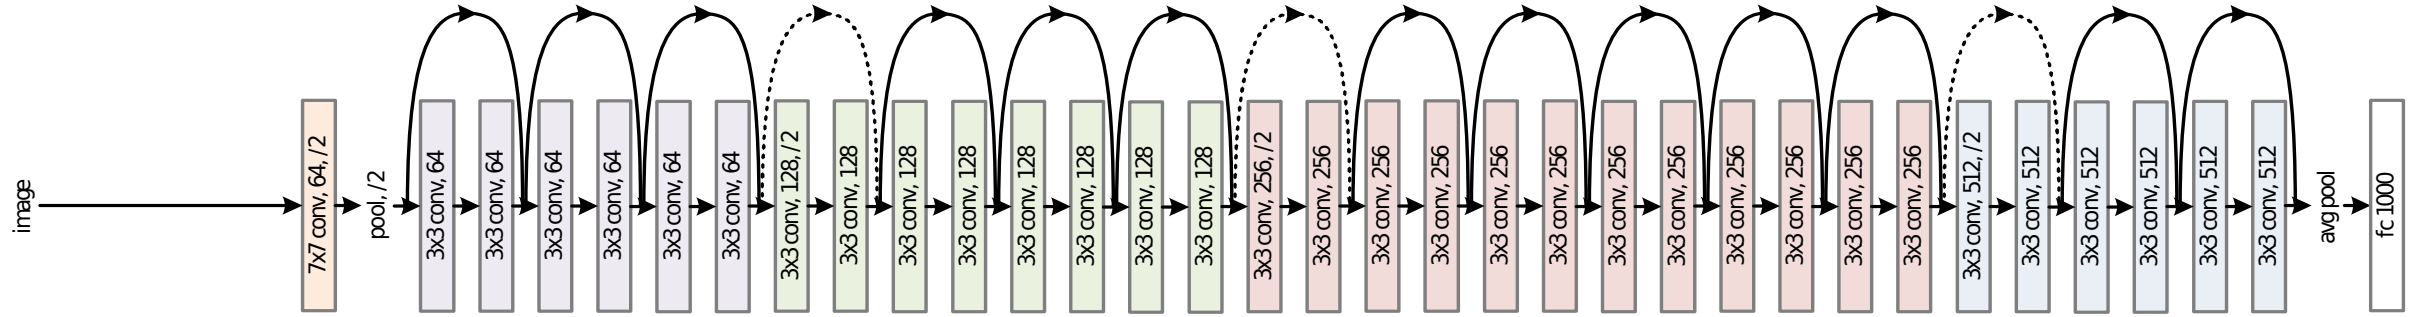 image
7x7 conv, 64, /2
pool, /2
3x3 conv, 64
3x3 conv, 64
3x3 conv, 64
3x3 conv, 64
3x3 conv, 64
3x3 conv, 64
3x3 conv, 128, /2
3x3 conv, 128
3x3 conv, 128
3x3 conv, 128
3x3 conv, 128
3x3 conv, 128
3x3 conv, 128
3x3 conv, 128
3x3 conv, 256, /2
3x3 conv, 256
3x3 conv, 256
3x3 conv, 256
3x3 conv, 256
3x3 conv, 256
3x3 conv, 256
3x3 conv, 256
3x3 conv, 256
3x3 conv, 256
3x3 conv, 256
3x3 conv, 256
3x3 conv, 512, /2
3x3 conv, 512
3x3 conv, 512
3x3 conv, 512
3x3 conv, 512
3x3 conv, 512
avg pool
fc 1000